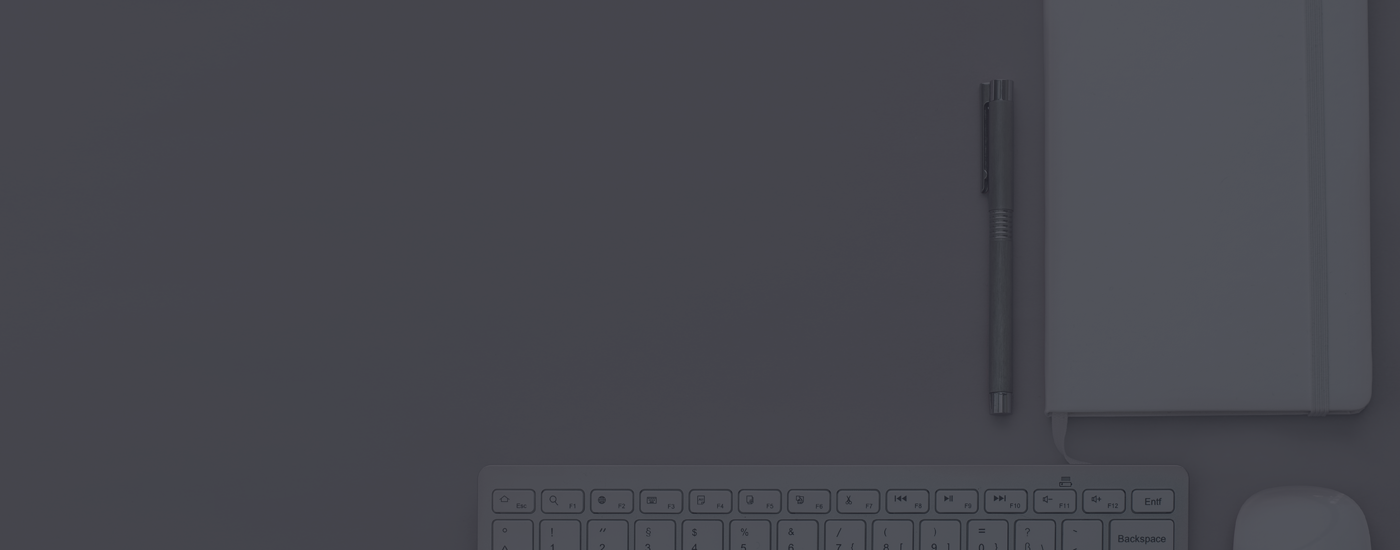 Esc F1 F2 F3 F4 F5 F6 F7 F8 F9 F10 F11 F12 Entf
° ! " § $ % & / ( ) = ? ` Backspace
1 2 3 4 5 6 7 { 8 [ 9 ] 0 }